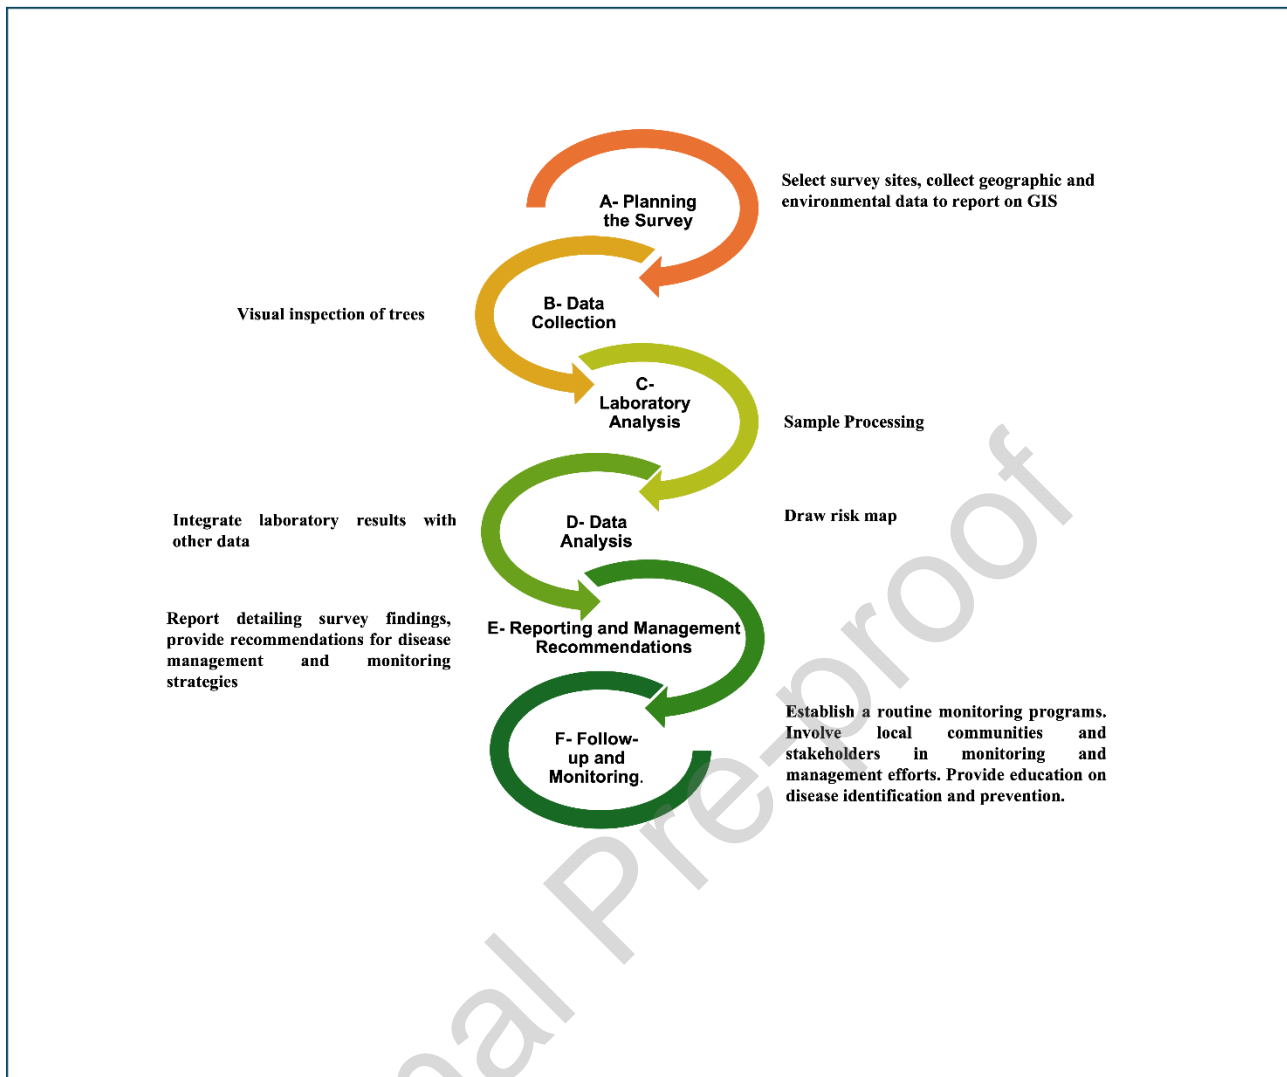 A- Planning
the Survey
Select survey sites, collect geographic and
environmental data to report on GIS
B- Data
Collection
Visual inspection of trees
C-
Laboratory
Analysis
Sample Processing
D- Data
Analysis
Integrate laboratory results with
other data
Draw risk map
E- Reporting and Management
Recommendations
Report detailing survey findings,
provide recommendations for disease
management and monitoring
strategies
F- Follow-
up and
Monitoring.
Establish a routine monitoring programs.
Involve local communities and
stakeholders in monitoring and
management efforts. Provide education on
disease identification and prevention.
nal Pre-proof